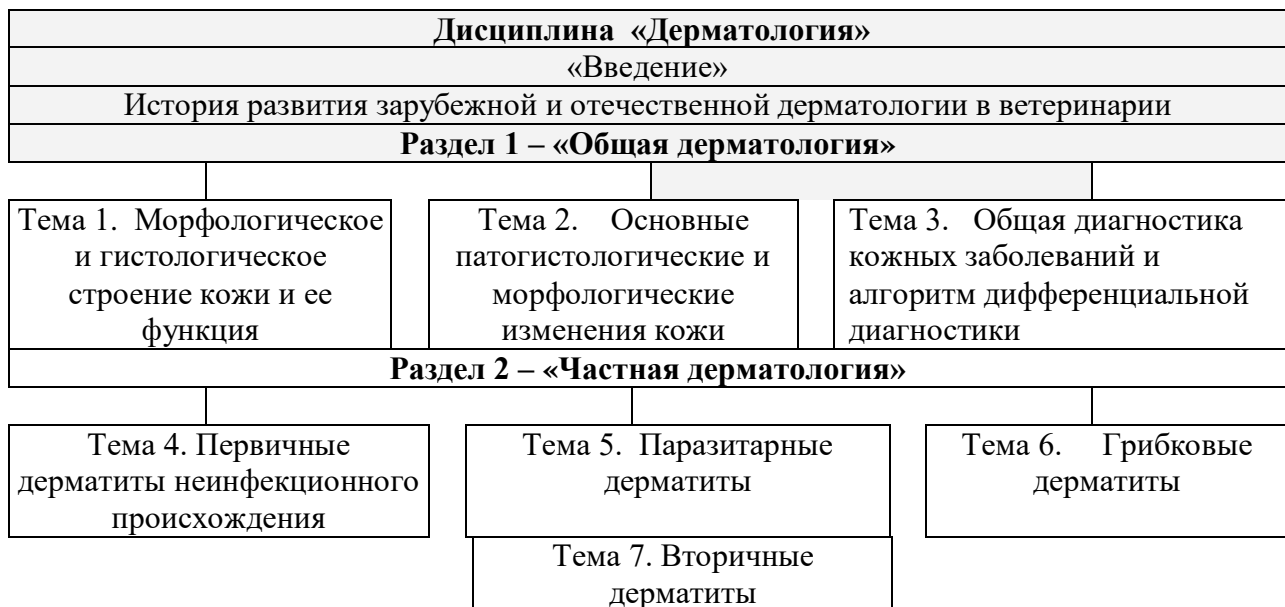 Дисциплина «Дерматология»
«Введение»
История развития зарубежной и отечественной дерматологии в ветеринарии
Раздел 1 – «Общая дерматология»
Тема 1. Морфологическое
и гистологическое
строение кожи и ее
функция
Тема 2. Основные
патогистологические и
морфологические
изменения кожи
Тема 3. Общая диагностика
кожных заболеваний и
алгоритм дифференциальной
диагностики
Раздел 2 – «Частная дерматология»
Тема 4. Первичные
дерматиты неинфекционного
происхождения
Тема 5. Паразитарные
дерматиты
Тема 6. Грибковые
дерматиты
Тема 7. Вторичные
дерматиты